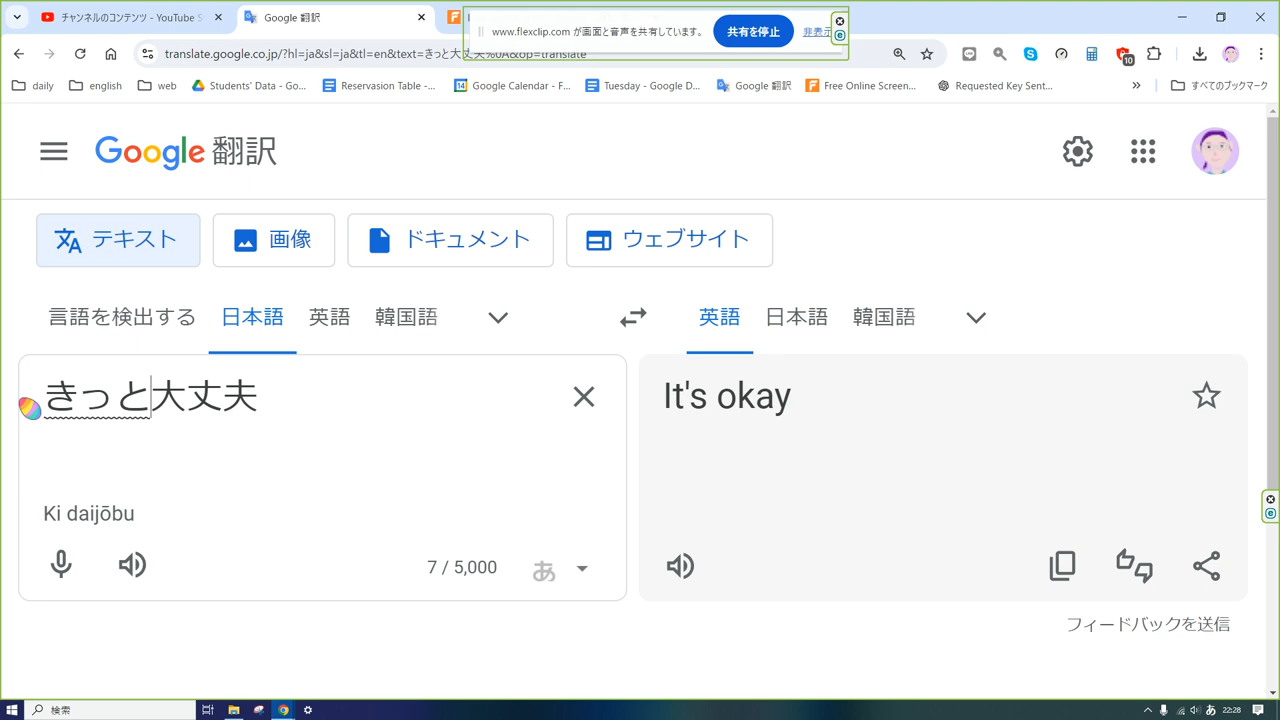 チャンネルのコンテンツ - YouTube S
Google 翻訳
www.flexclip.com が画面と音声を共有しています。
共有を停止
非表示
translate.google.co.jp/?hl=ja&sl=ja&tl=en&text=きっと大丈夫%0A&op=translate
10
daily
english
web
Students' Data - Go...
Reservasion Table -...
Google Calendar - F...
Tuesday - Google D...
Google 翻訳
Free Online Screen...
Requested Key Sent...
»
すべてのブックマーク
Google 翻訳
テキスト
画像
ドキュメント
ウェブサイト
言語を検出する
日本語
英語
韓国語
英語
日本語
韓国語
きっと大丈夫
It's okay
Ki daijōbu
7 / 5,000
あ
フィードバックを送信
検索
あ
22:28